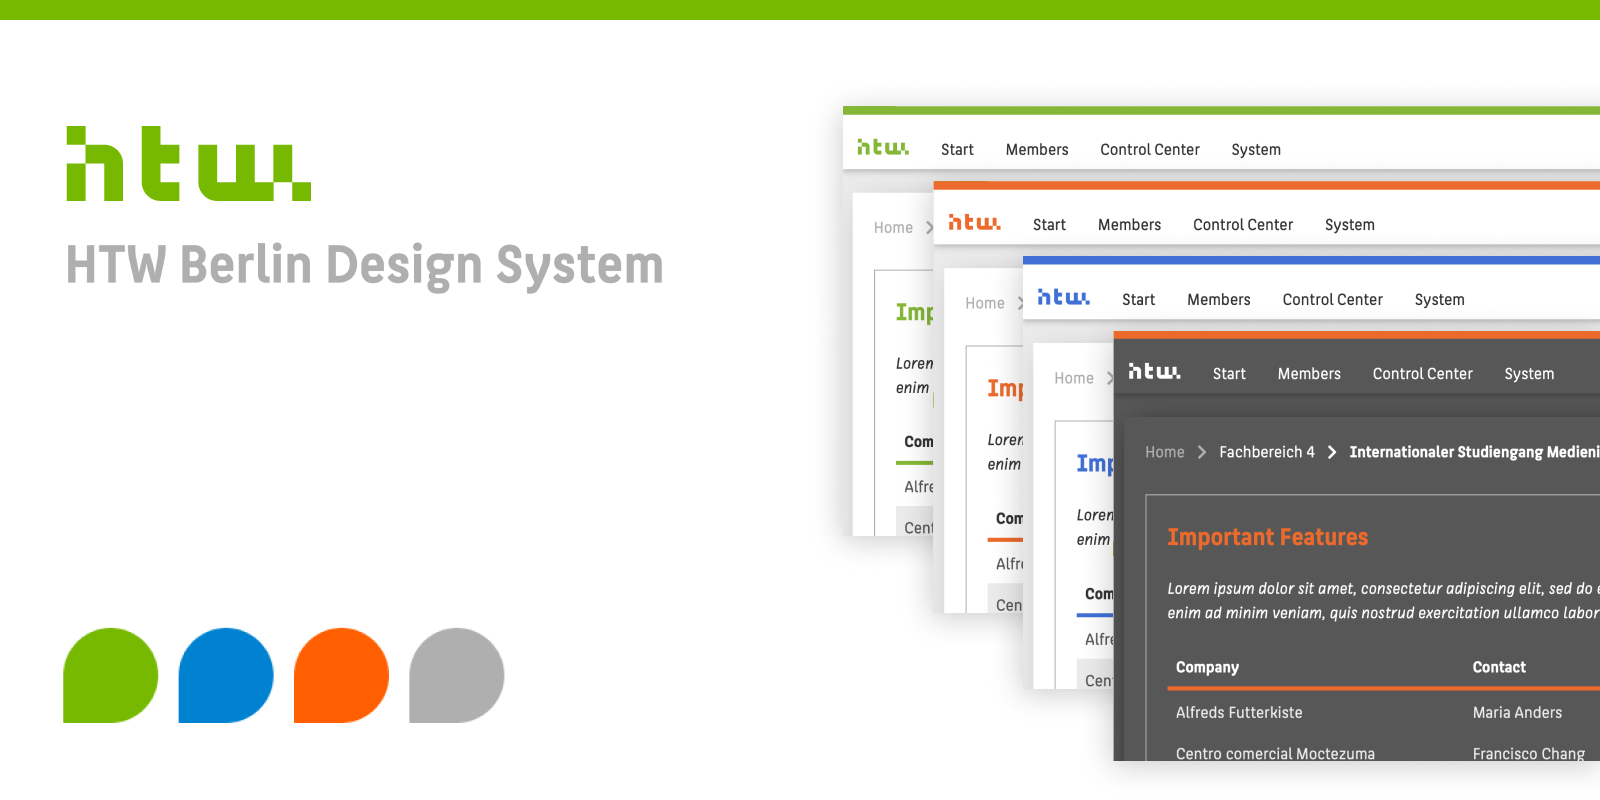 htw.
HTW Berlin Design System
htw. Start Members Control Center System
Home
Imp
Loren
enim
Com
Alfre
Cent
htw. Start Members Control Center System
Home
Imp
Lorer
enim
Com
Alfr
Cen
htw. Start Members Control Center System
Home
Imp
Loren
enim
Com
Alfre
Cen
htw. Start Members Control Center System
Home Fachbereich 4 Internationaler Studiengang Medieni
Important Features
Lorem ipsum dolor sit amet, consectetur adipiscing elit, sed do e
enim ad minim veniam, quis nostrud exercitation ullamco labor
Company Contact
Alfreds Futterkiste Maria Anders
Centro comercial Moctezuma Francisco Chang